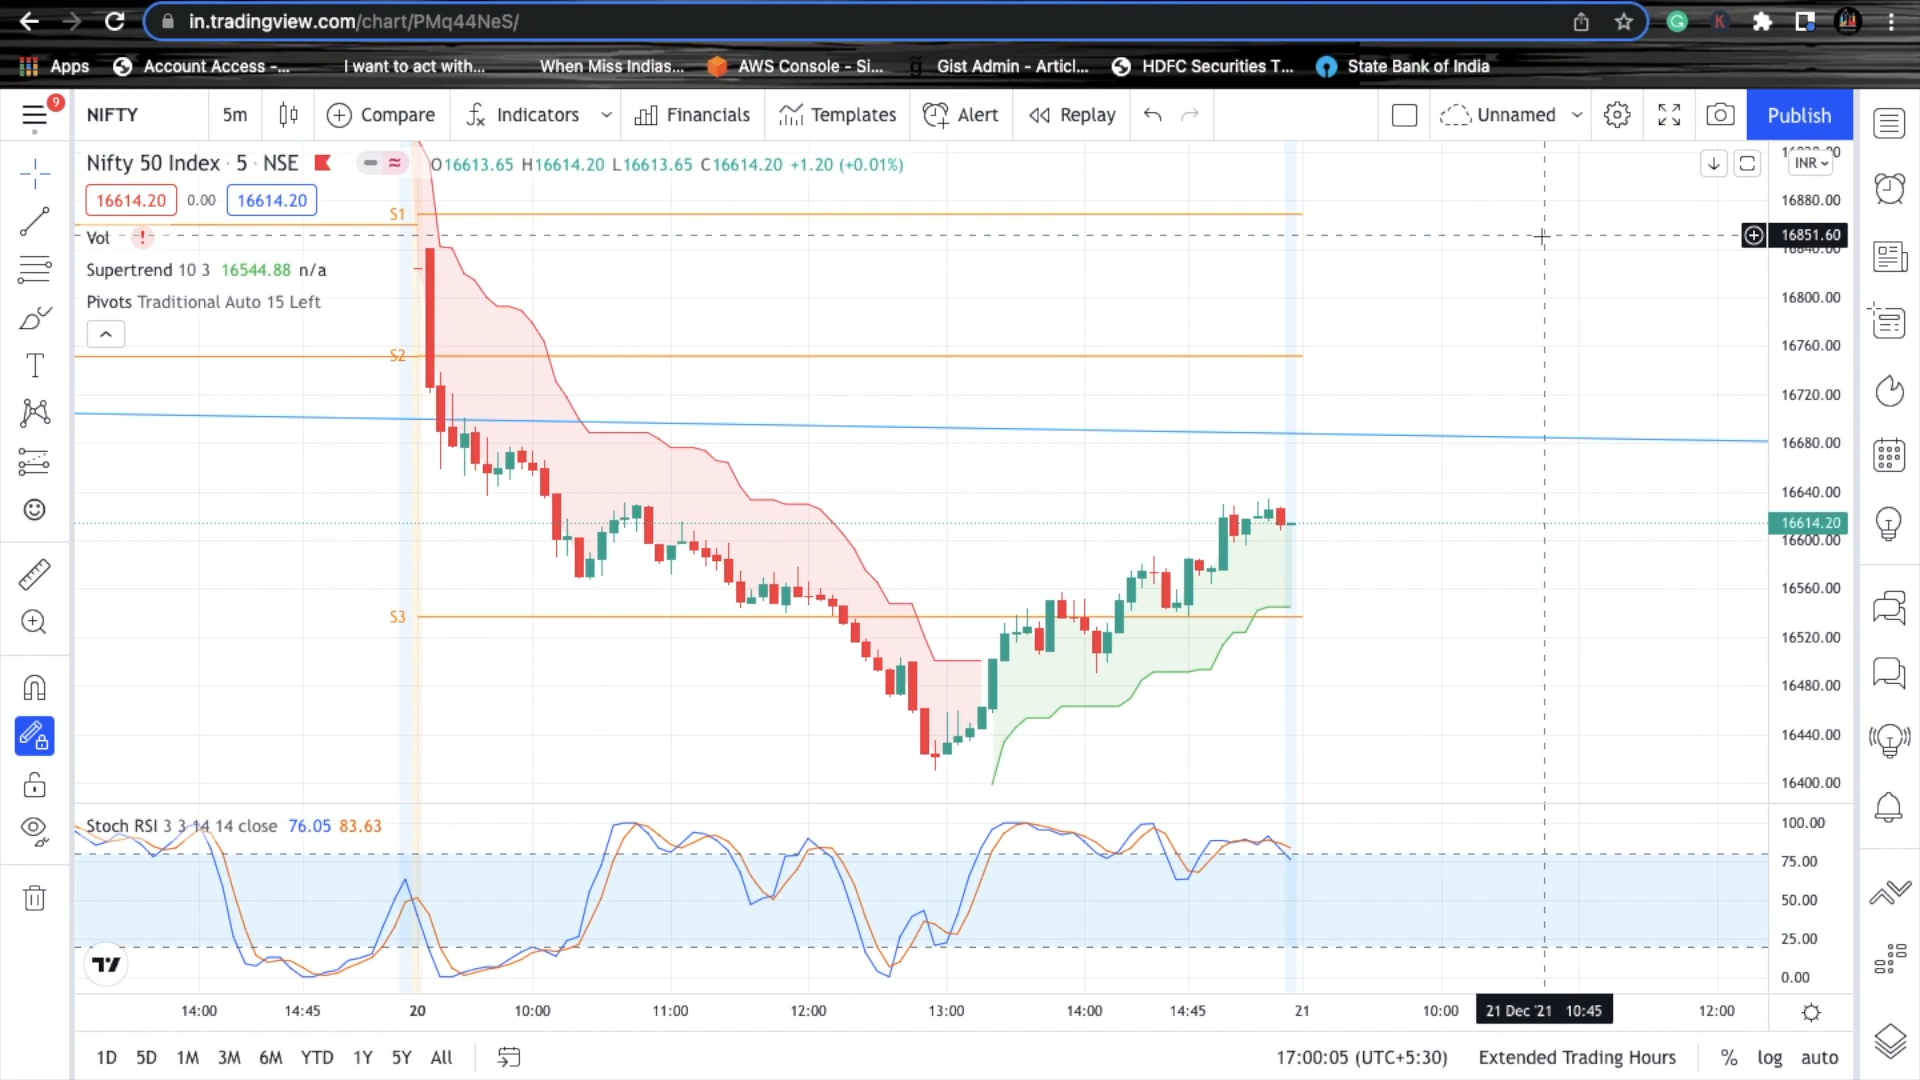 in.tradingview.com/chart/PMq44NeS/
Apps Account Access -... I want to act with... When Miss Indias... AWS Console - Si... Gist Admin - Articl... HDFC Securities T... State Bank of India
9
NIFTY 5m Compare Indicators Financials Templates Alert Replay Unnamed Publish
Nifty 50 Index · 5 · NSE O16613.65 H16614.20 L16613.65 C16614.20 +1.20 (+0.01%)
INR
16614.20 0.00 16614.20
16880.00
S1
Vol !
16851.60
Supertrend 10 3 16544.88 n/a
Pivots Traditional Auto 15 Left
16800.00
16760.00
S2
16720.00
16680.00
16640.00
16614.20
16600.00
16560.00
S3
16520.00
16480.00
16440.00
16400.00
Stoch RSI 3 3 14 14 close 76.05 83.63
100.00
75.00
50.00
25.00
0.00
14:00 14:45 20 10:00 11:00 12:00 13:00 14:00 14:45 21 10:00 21 Dec '21 10:45 12:00
1D 5D 1M 3M 6M YTD 1Y 5Y All 17:00:05 (UTC+5:30) Extended Trading Hours % log auto